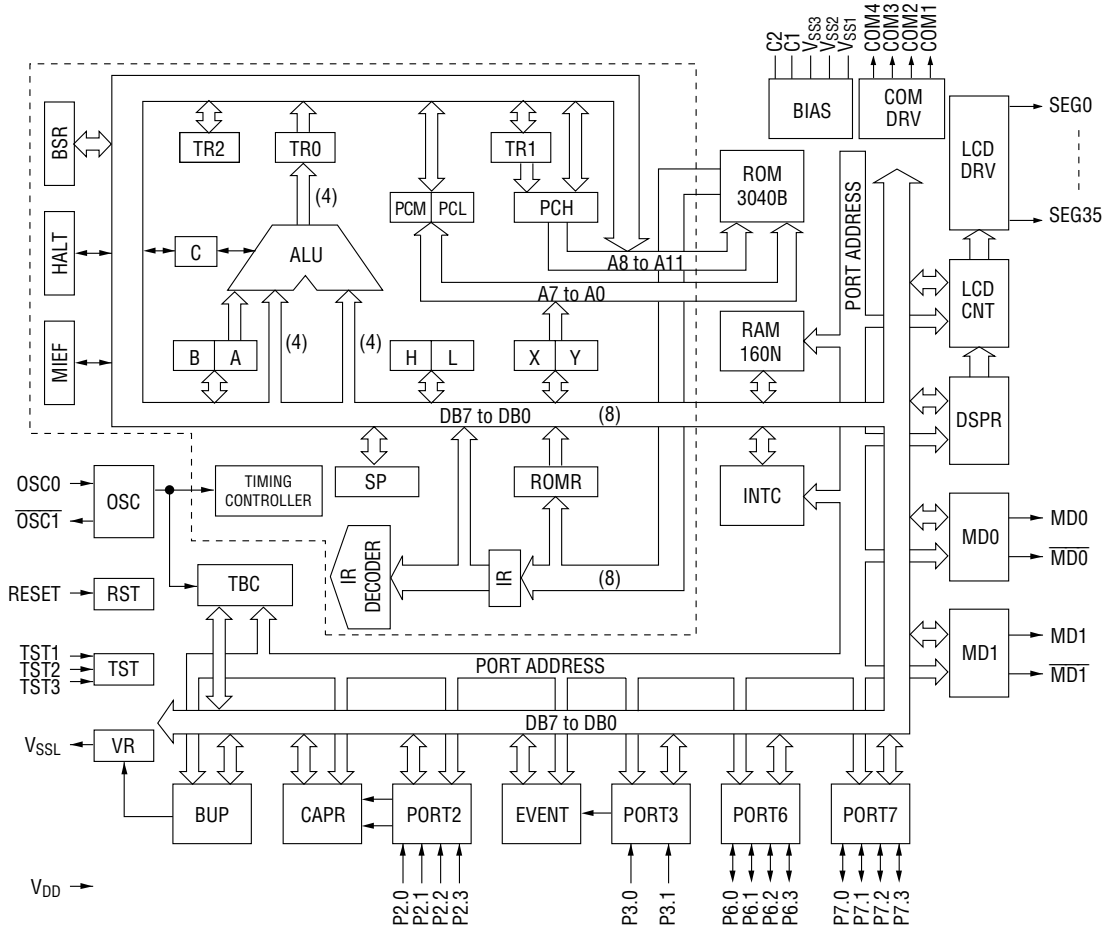 C2
C1
VSS3
VSS2
VSS1
COM4
COM3
COM2
COM1
BIAS
COM
DRV
LCD
DRV
SEG0
SEG35
BSR
TR2
TR0
TR1
ROM
3040B
(4)
PCM
PCL
PCH
HALT
C
ALU
A8 to A11
A7 to A0
PORT ADDRESS
LCD
CNT
MIEF
B
A
(4)
(4)
H
L
X
Y
RAM
160N
DB7 to DB0
(8)
DSPR
OSC0
OSC1
OSC
TIMING
CONTROLLER
SP
ROMR
INTC
MD0
MD0
MD0
IR
DECODER
IR
(8)
TBC
RESET
RST
TST1
TST2
TST3
TST
PORT ADDRESS
MD1
MD1
MD1
DB7 to DB0
VSSL
VR
BUP
CAPR
PORT2
EVENT
PORT3
PORT6
PORT7
VDD
P2.0
P2.1
P2.2
P2.3
P3.0
P3.1
P6.0
P6.1
P6.2
P6.3
P7.0
P7.1
P7.2
P7.3